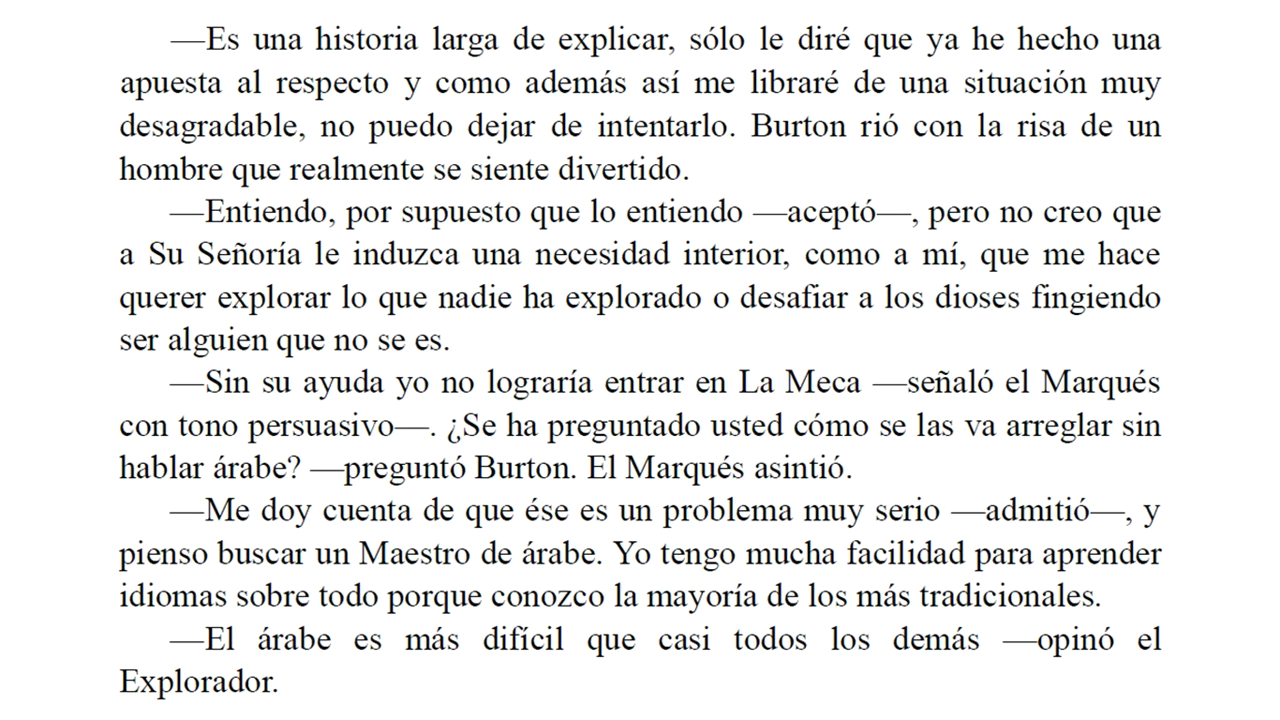 —Es una historia larga de explicar, sólo le diré que ya he hecho una
apuesta al respecto y como además así me libraré de una situación muy
desagradable, no puedo dejar de intentarlo. Burton rió con la risa de un
hombre que realmente se siente divertido.
—Entiendo, por supuesto que lo entiendo —aceptó—, pero no creo que
a Su Señoría le induzca una necesidad interior, como a mí, que me hace
querer explorar lo que nadie ha explorado o desafiar a los dioses fingiendo
ser alguien que no se es.
—Sin su ayuda yo no lograría entrar en La Meca —señaló el Marqués
con tono persuasivo—. ¿Se ha preguntado usted cómo se las va arreglar sin
hablar árabe? —preguntó Burton. El Marqués asintió.
—Me doy cuenta de que ése es un problema muy serio —admitió—, y
pienso buscar un Maestro de árabe. Yo tengo mucha facilidad para aprender
idiomas sobre todo porque conozco la mayoría de los más tradicionales.
—El árabe es más difícil que casi todos los demás —opinó el
Explorador.